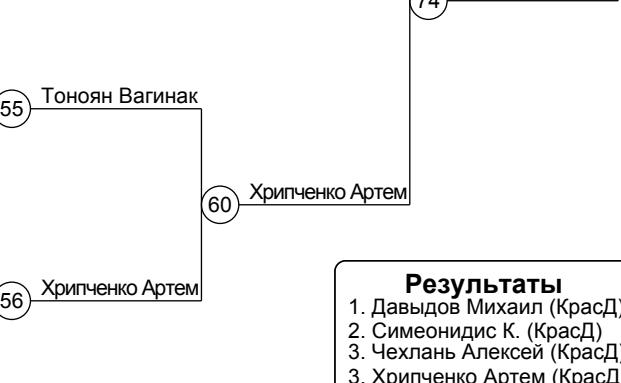 74
Тоноян Вагинак
55
Хрипченко Артем
60
Хрипченко Артем
56
Результаты
1. Давыдов Михаил (КрасД)
2. Симеонидис К. (КрасД)
3. Чехлань Алексей (КрасД)
3. Хрипченко Артем (КрасД